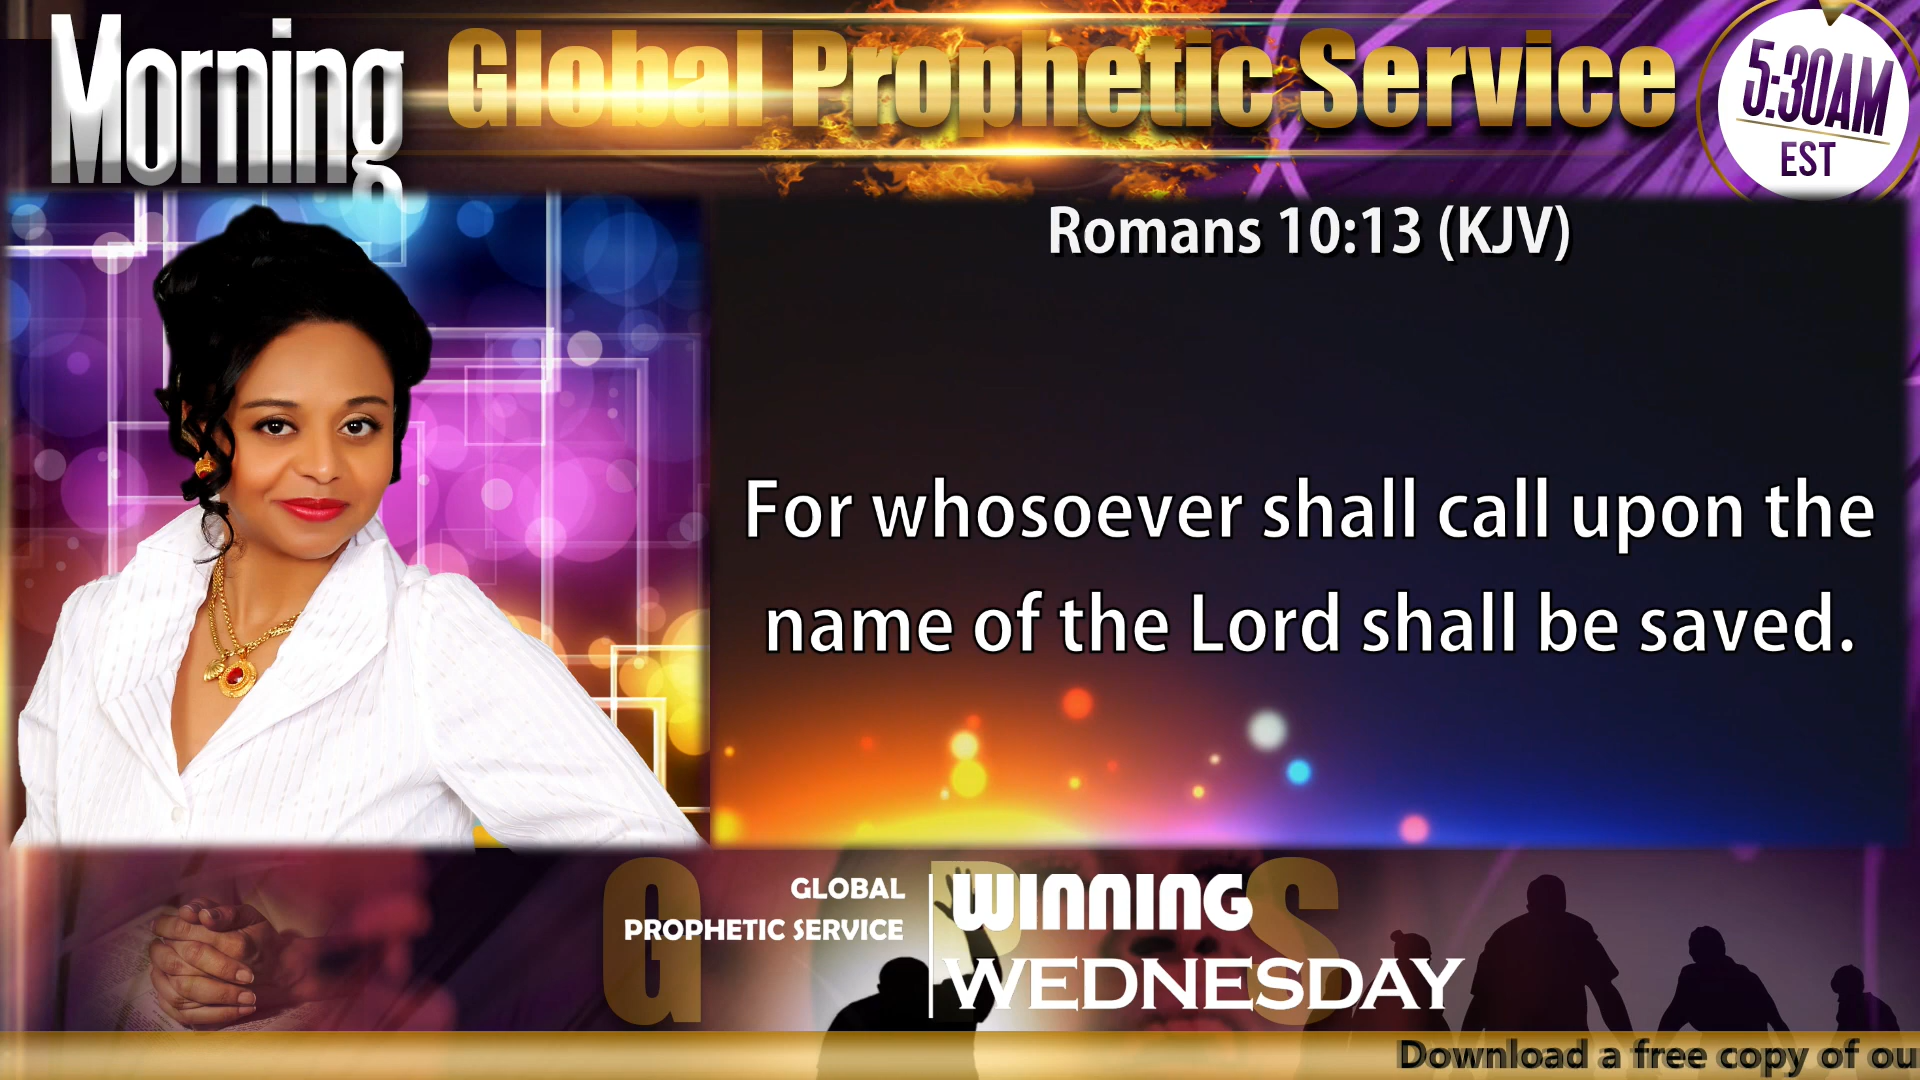 Morning
Global Prophetic Service
5:30AM
EST
Romans 10:13 (KJV)
For whosoever shall call upon the
name of the Lord shall be saved.
G P S
GLOBAL
PROPHETIC SERVICE
WINNING
WEDNESDAY
Download a free copy of ou